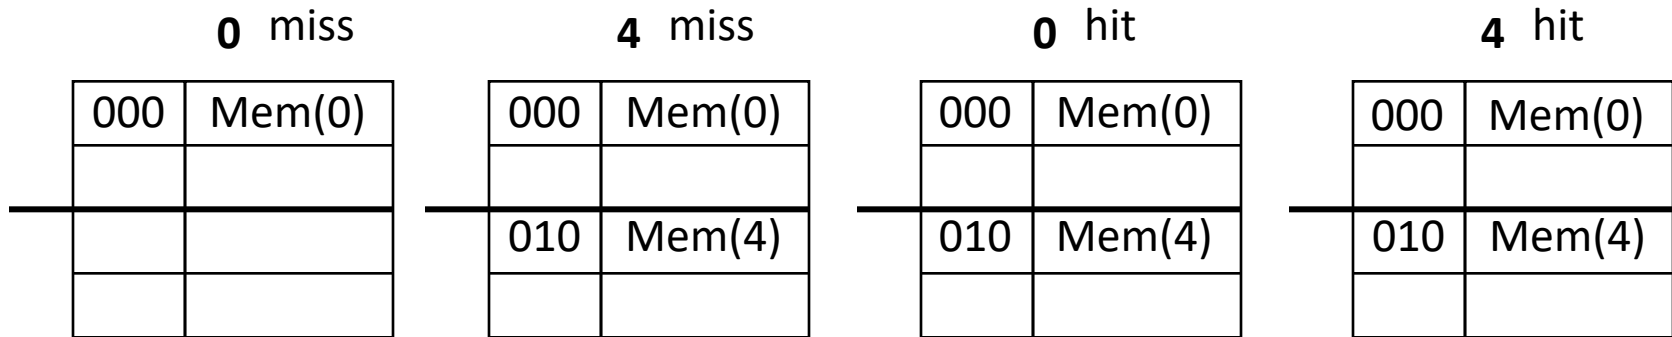 0 miss 4 miss 0 hit 4 hit
000 Mem(0) 000 Mem(0) 000 Mem(0) 000 Mem(0)
010 Mem(4) 010 Mem(4) 010 Mem(4)